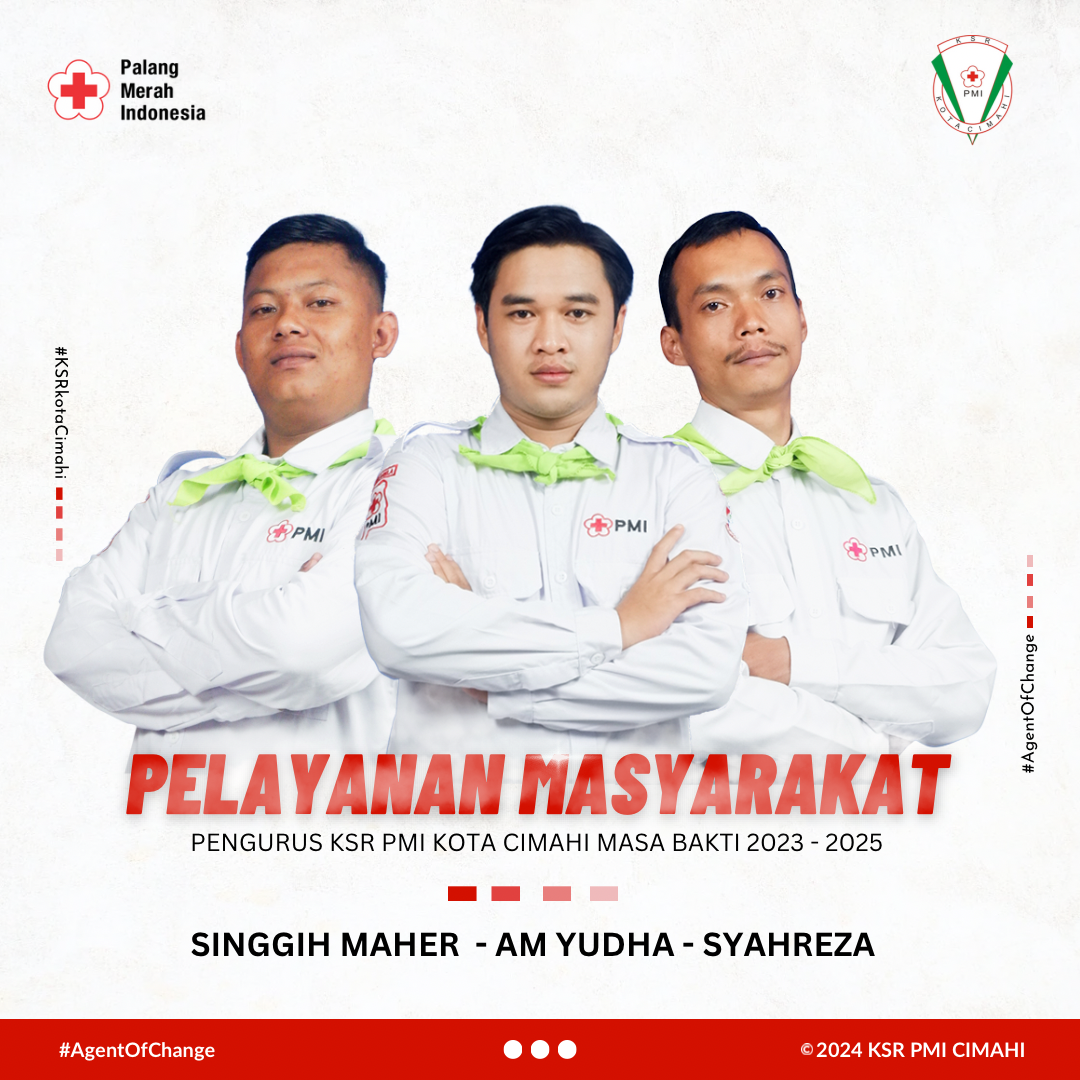 Palang
Merah
Indonesia
KSR
PMI
KOTA CIMAHI
#KSRkotaCimahi
PMI
PMI
PMI
PMI
#AgentOfChange
PELAYANAN MASYARAKAT
PENGURUS KSR PMI KOTA CIMAHI MASA BAKTI 2023 - 2025
SINGGIH MAHER - AM YUDHA - SYAHREZA
#AgentOfChange
© 2024 KSR PMI CIMAHI